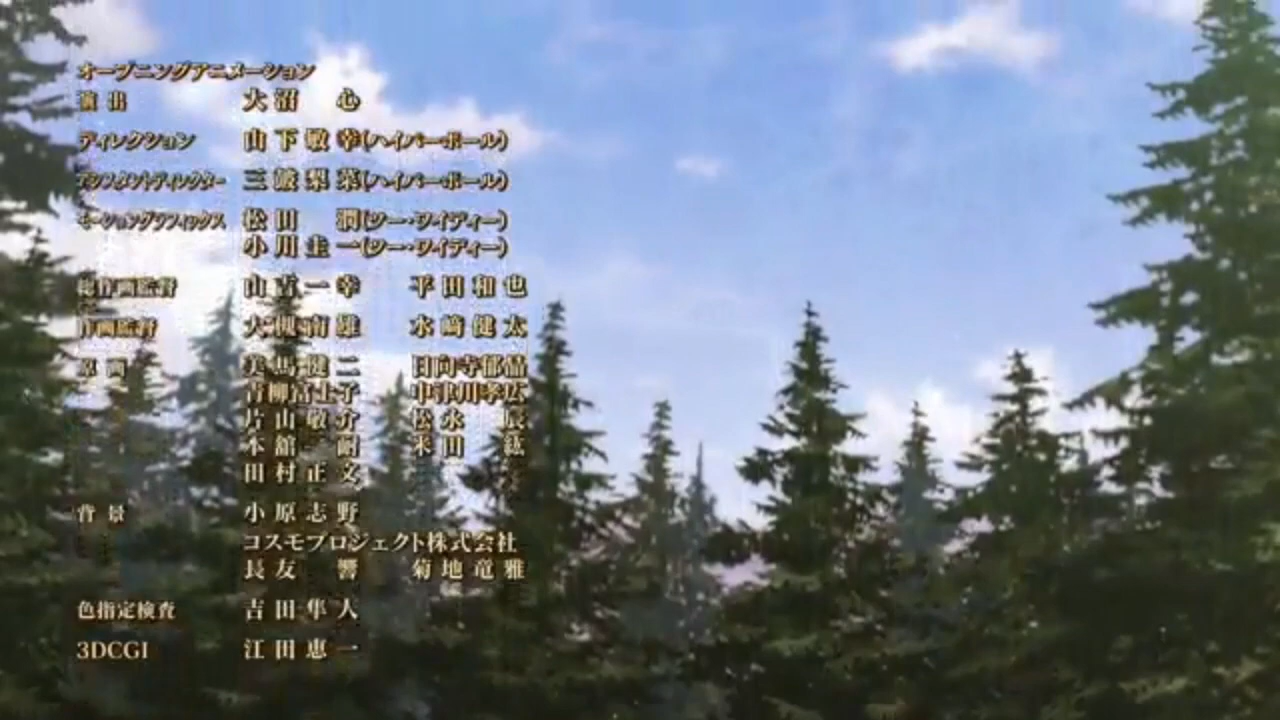 オープニングアニメーション
演出 大沼 心
ディレクション 山下敏幸(ハイパーボール)
アシスタントディレクター 三皷梨菜(ハイパーボール)
モーショングラフィックス 松田 潤(ツー・ワイディー)
小川圭一(ツー・ワイディー)
総作画監督 山吉一幸 平田和也
作画監督 大槻南雄 水﨑健太
原画 美馬健二 日向寺郁
青柳富士子 中津川孝広
片山敬介 松永 辰
本舘 一 米田 紘
田村正文
背景 小原志野
コスモプロジェクト株式会社
長友 響 菊地竜雅
色指定検査 吉田隼人
3DCGI 江田恵一